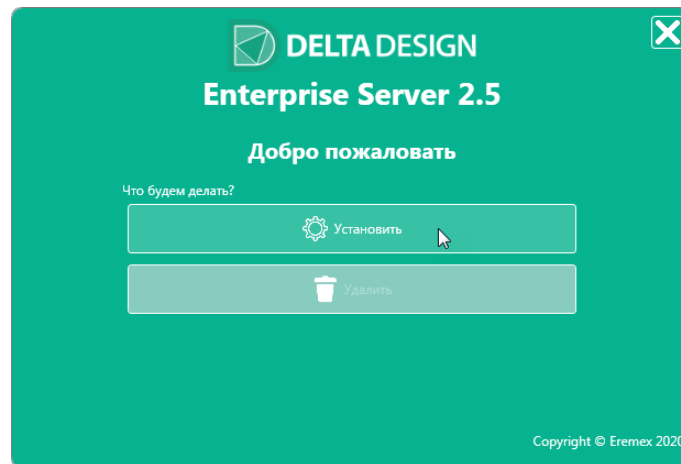 DELTA DESIGN
Enterprise Server 2.5
Добро пожаловать
Что будем делать?
Установить
Удалить
Copyright © Eremex 2020